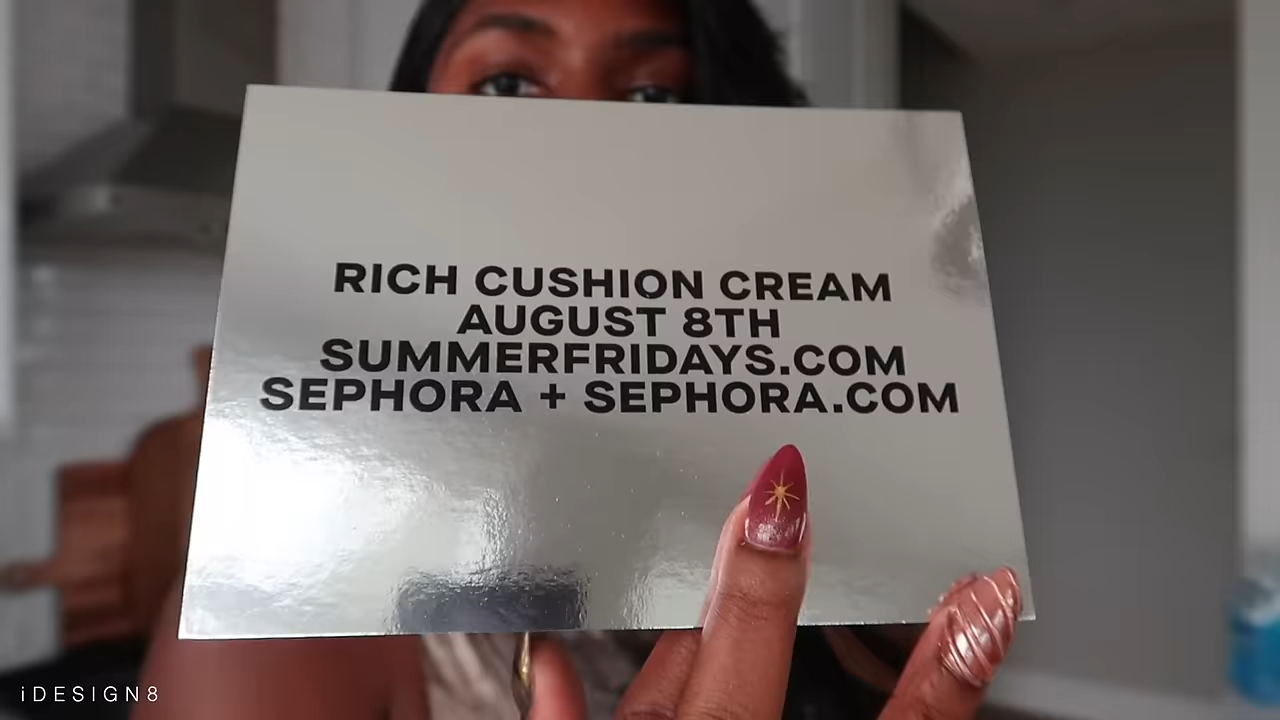 RICH CUSHION CREAM
AUGUST 8TH
SUMMERFRIDAYS.COM
SEPHORA + SEPHORA.COM
iDESIGN8